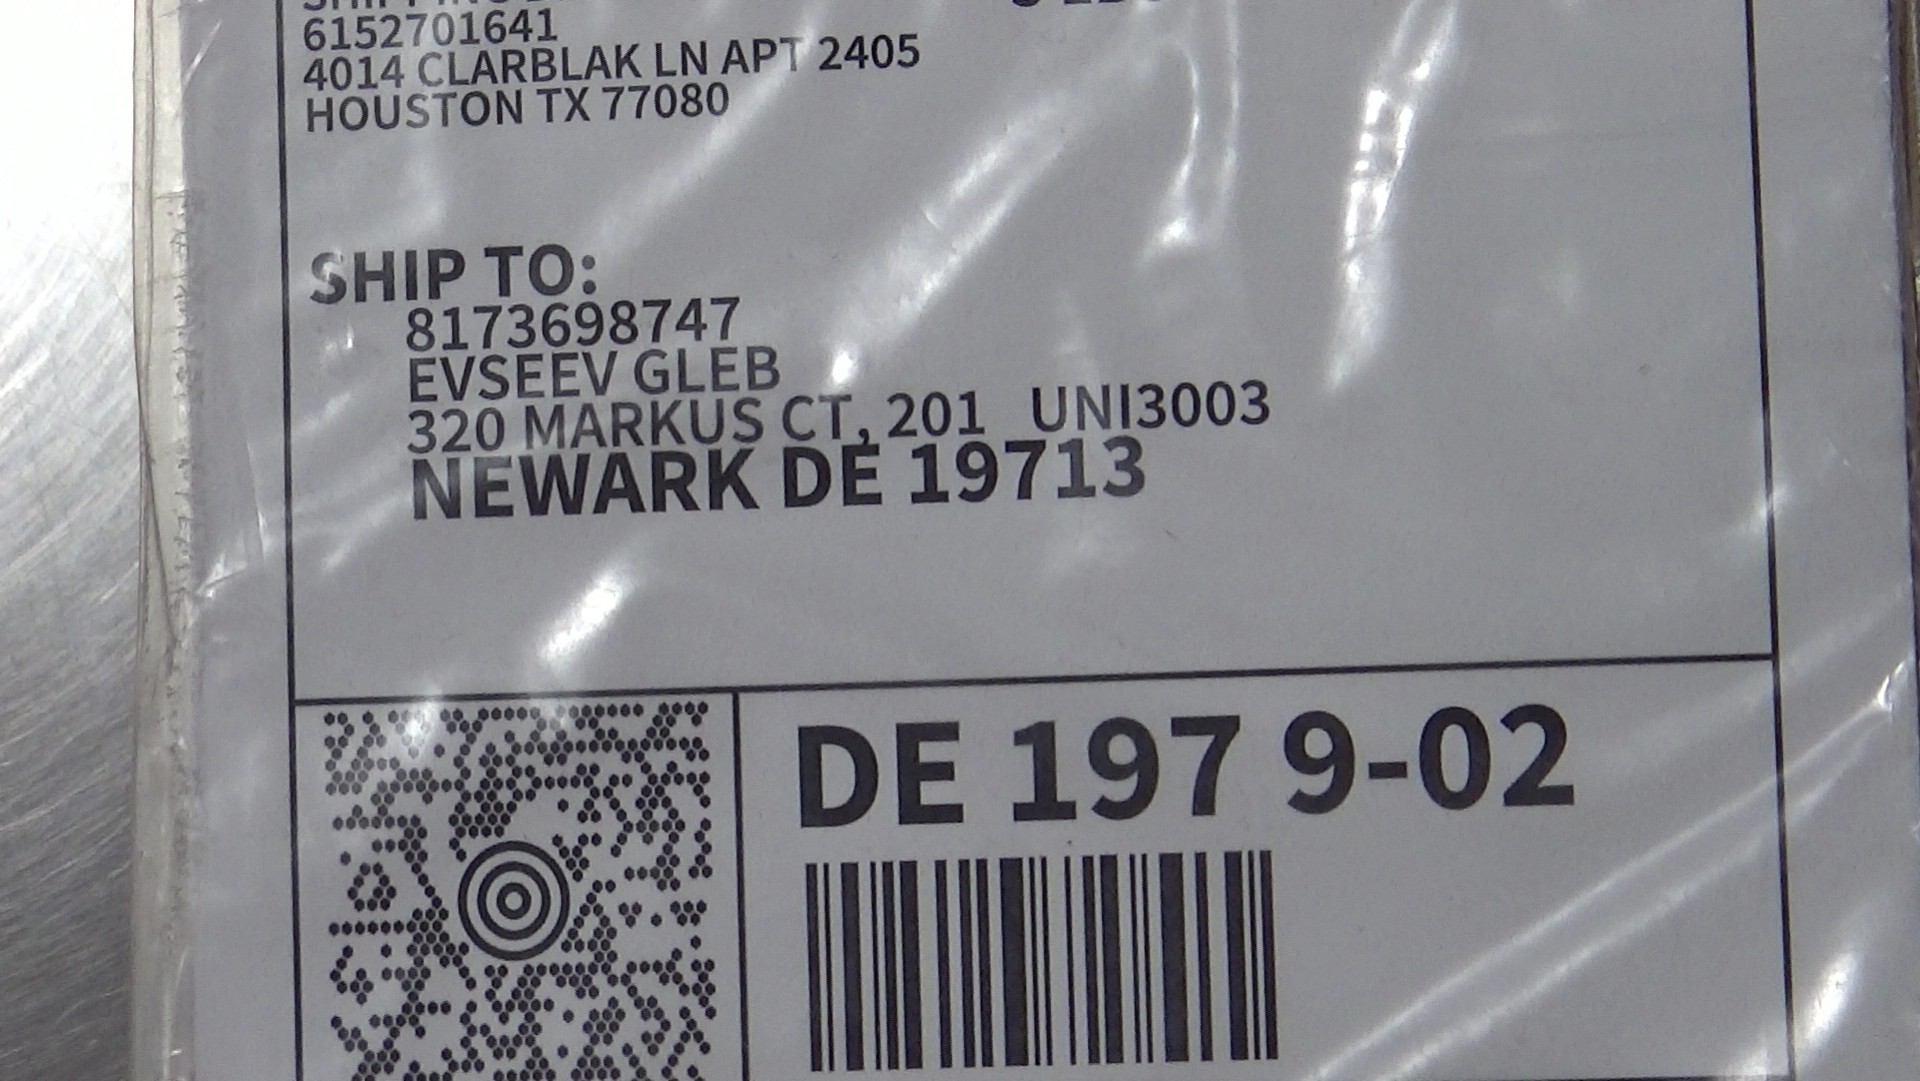 6152701641
4014 CLARBLAK LN APT 2405
HOUSTON TX 77080
SHIP TO:
8173698747
EVSEEV GLEB
320 MARKUS CT, 201 UNI3003
NEWARK DE 19713
DE 197 9-02